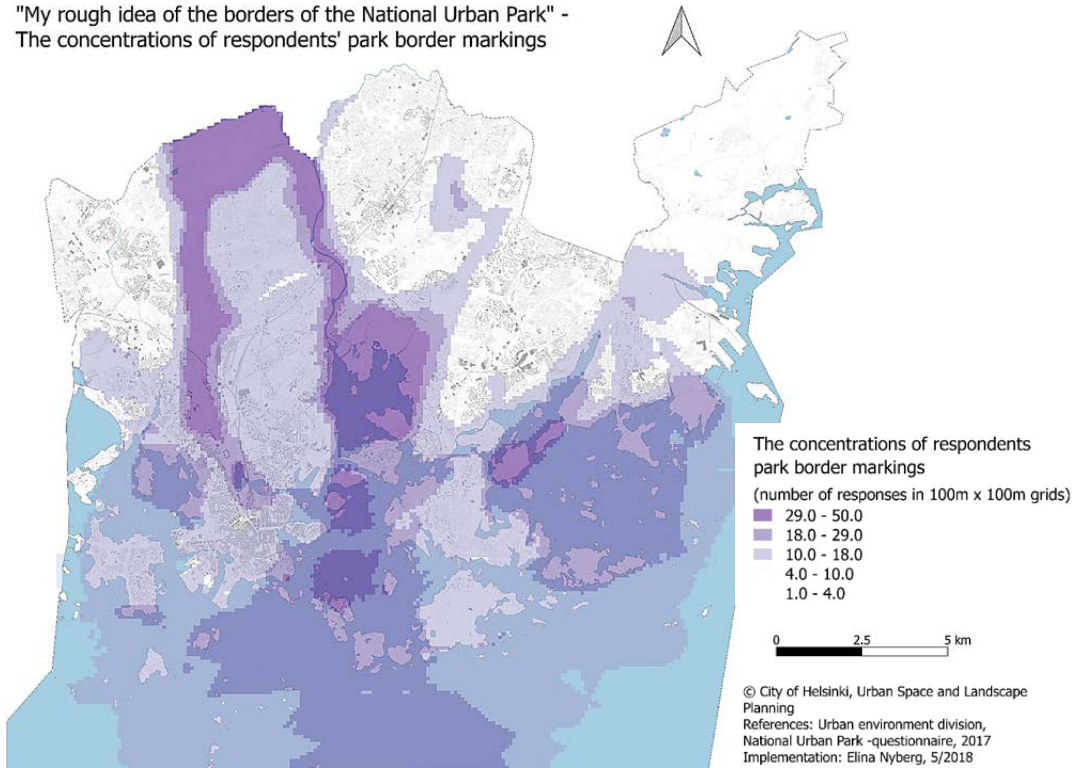 "My rough idea of the borders of the National Urban Park" -
The concentrations of respondents' park border markings
The concentrations of respondents
park border markings
(number of responses in 100m x 100m grids)
29.0 - 50.0
18.0 - 29.0
10.0 - 18.0
4.0 - 10.0
1.0 - 4.0
0 2.5 5 km
© City of Helsinki, Urban Space and Landscape
Planning
References: Urban environment division,
National Urban Park -questionnaire, 2017
Implementation: Elina Nyberg, 5/2018